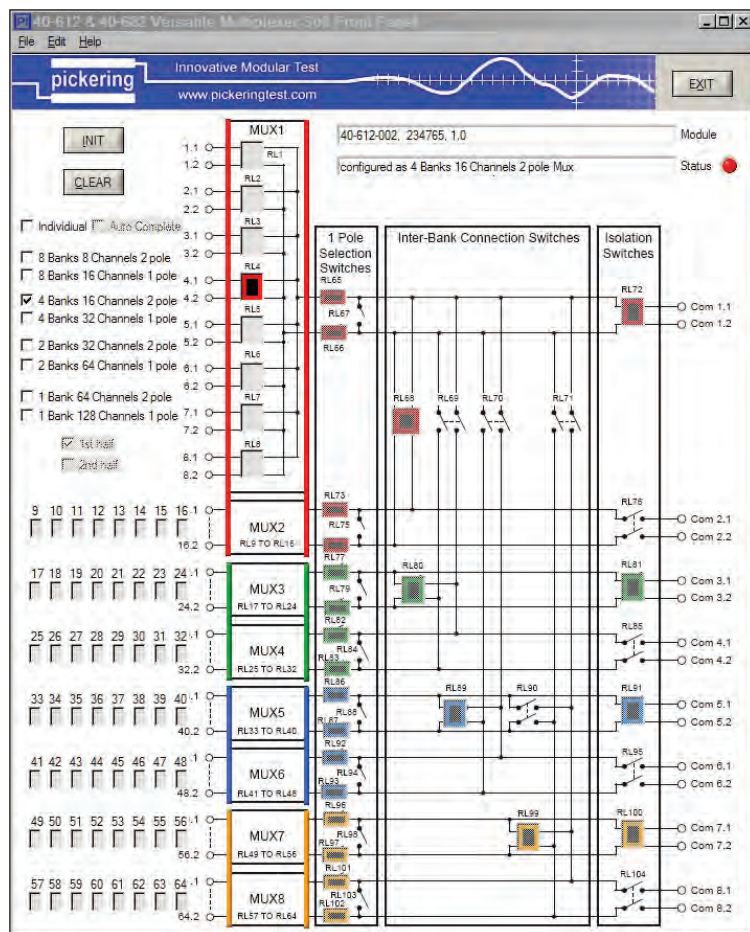 40-612 & 40-682 Versatile Multiplexer Soft Front Panel
File Edit Help
pickering
Innovative Modular Test
www.pickeringtest.com
EXIT
INIT
CLEAR
40-612-002, 234765, 1.0
Module
configured as 4 Banks 16 Channels 2 pole Mux
Status
Individual Auto Complete
8 Banks 8 Channels 2 pole
8 Banks 16 Channels 1 pole
4 Banks 16 Channels 2 pole
4 Banks 32 Channels 1 pole
2 Banks 32 Channels 2 pole
2 Banks 64 Channels 1 pole
1 Bank 64 Channels 2 pole
1 Bank 128 Channels 1 pole
1st half
2nd half
MUX1
1.1
RL1
1.2
RL2
2.1
2.2
RL3
3.1
3.2
RL4
4.1
4.2
RL5
5.1
5.2
RL6
6.1
6.2
RL7
7.1
7.2
RL8
8.1
8.2
1 Pole
Selection
Switches
Inter-Bank Connection Switches
Isolation
Switches
RL65
RL67
RL66
RL72
Com 1.1
Com 1.2
RL68 RL69 RL70 RL71
9 10 11 12 13 14 15 16 .1
16.2
MUX2
RL9 TO RL16
RL73
RL75
RL76
Com 2.1
Com 2.2
17 18 19 20 21 22 23 24 .1
24.2
MUX3
RL17 TO RL24
RL77
RL79
RL80
RL81
Com 3.1
Com 3.2
25 26 27 28 29 30 31 32 .1
32.2
MUX4
RL25 TO RL32
RL82
RL84
RL83
RL85
Com 4.1
Com 4.2
33 34 35 36 37 38 39 40 .1
40.2
MUX5
RL33 TO RL40
RL86
RL88
RL87
RL89
RL90
RL91
Com 5.1
Com 5.2
41 42 43 44 45 46 47 48 .1
48.2
MUX6
RL41 TO RL48
RL92
RL94
RL93
RL95
Com 6.1
Com 6.2
49 50 51 52 53 54 55 56 .1
56.2
MUX7
RL49 TO RL56
RL96
RL98
RL97
RL99
RL100
Com 7.1
Com 7.2
57 58 59 60 61 62 63 64 .1
64.2
MUX8
RL57 TO RL64
RL101
RL103
RL102
RL104
Com 8.1
Com 8.2